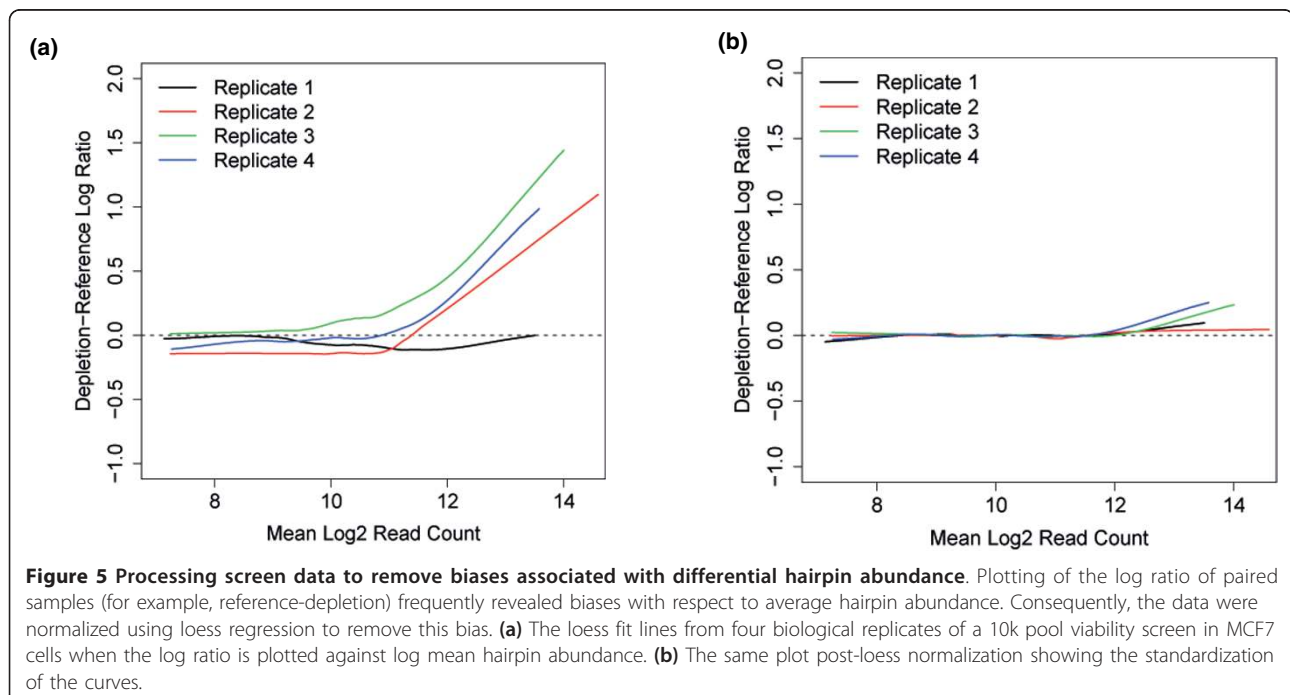 (a)
2.0
1.5
1.0
0.5
0.0
−0.5
−1.0
Depletion−Reference Log Ratio
Replicate 1
Replicate 2
Replicate 3
Replicate 4
8
10
12
14
Mean Log2 Read Count
(b)
2.0
1.5
1.0
0.5
0.0
−0.5
−1.0
Depletion−Reference Log Ratio
Replicate 1
Replicate 2
Replicate 3
Replicate 4
8
10
12
14
Mean Log2 Read Count
Figure 5 Processing screen data to remove biases associated with differential hairpin abundance. Plotting of the log ratio of paired
samples (for example, reference-depletion) frequently revealed biases with respect to average hairpin abundance. Consequently, the data were
normalized using loess regression to remove this bias. (a) The loess fit lines from four biological replicates of a 10k pool viability screen in MCF7
cells when the log ratio is plotted against log mean hairpin abundance. (b) The same plot post-loess normalization showing the standardization
of the curves.